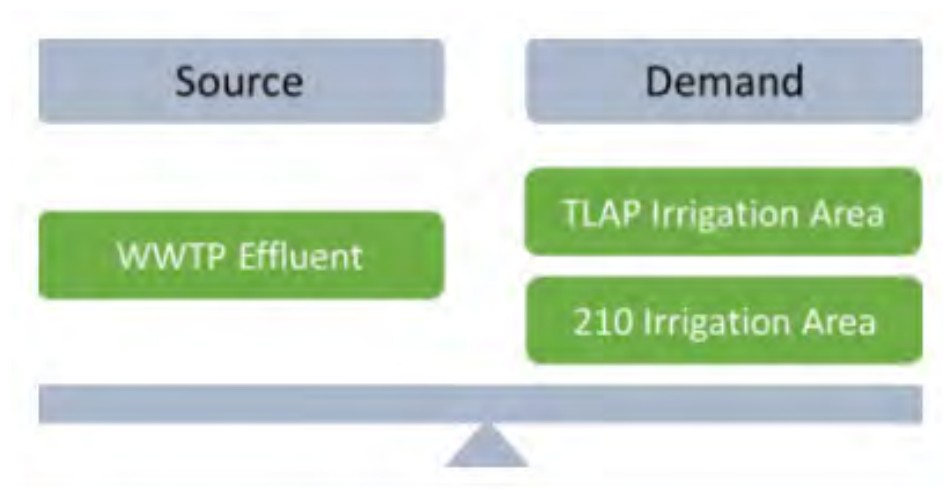 Source
Demand
WWTP Effluent
TLAP Irrigation Area
210 Irrigation Area